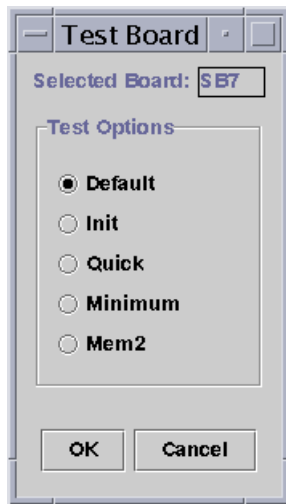 Test Board
Selected Board: SB7
Test Options
Default
Init
Quick
Minimum
Mem2
OK Cancel